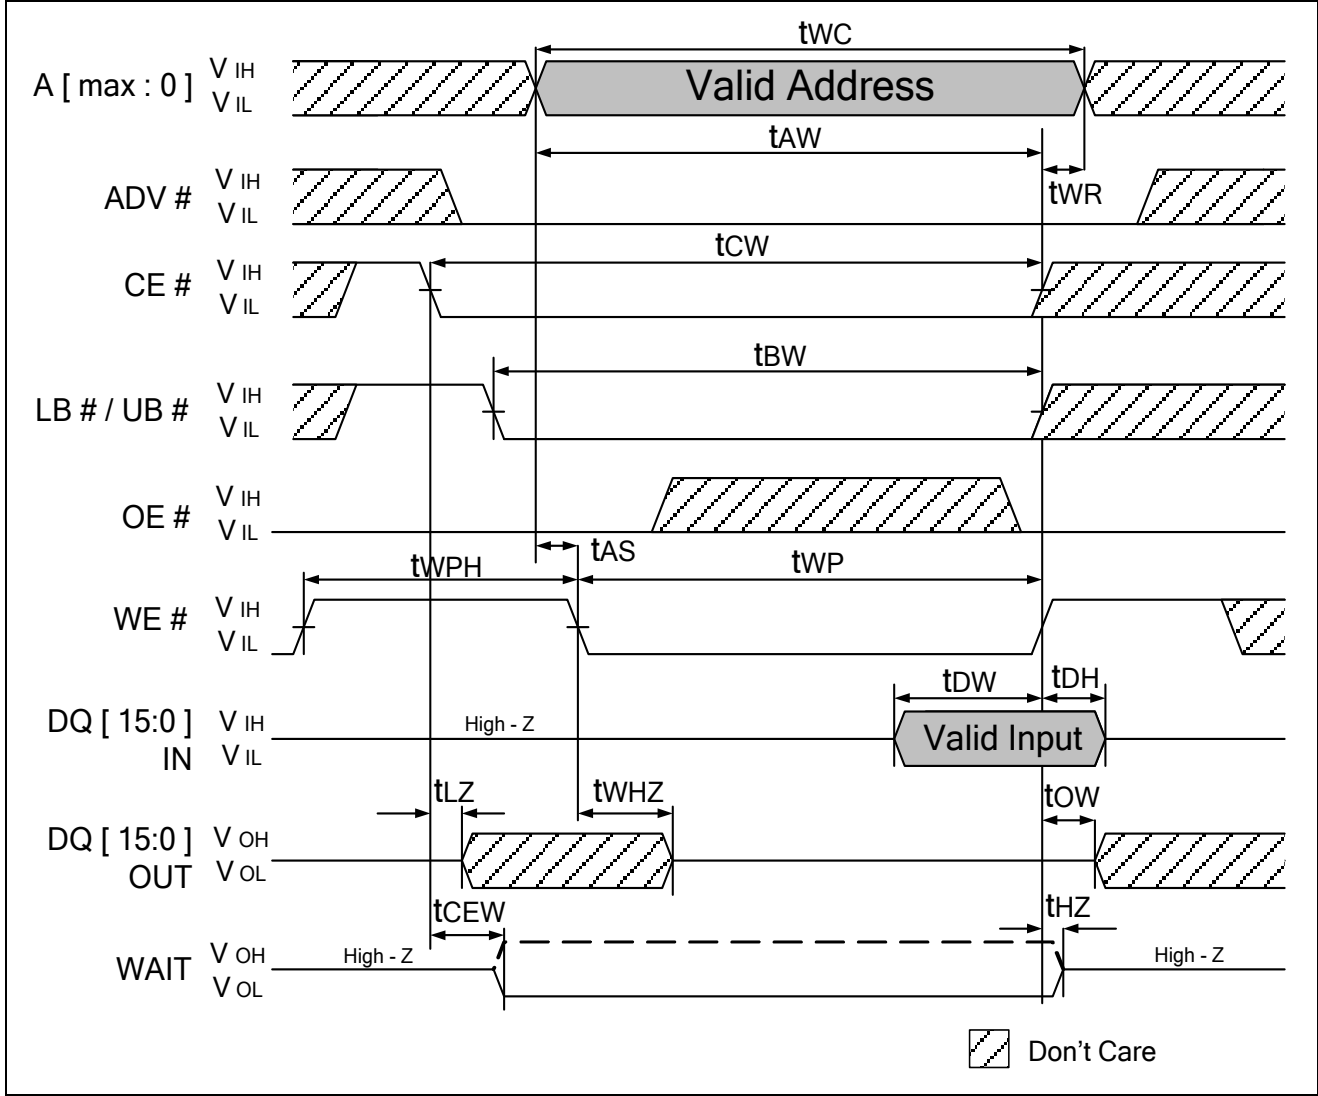 tWC
A [ max : 0 ] V IH
V IL
Valid Address
tAW
ADV # V IH
V IL
tWR
tCW
CE # V IH
V IL
tBW
LB # / UB # V IH
V IL
OE # V IH
V IL
tAS
tWPH tWP
WE # V IH
V IL
tDW tDH
DQ [ 15:0 ] V IH
IN V IL
High - Z
Valid Input
tLZ tWHZ tOW
DQ [ 15:0 ] V OH
OUT V OL
tCEW tHZ
WAIT V OH
V OL
High - Z High - Z
Don't Care